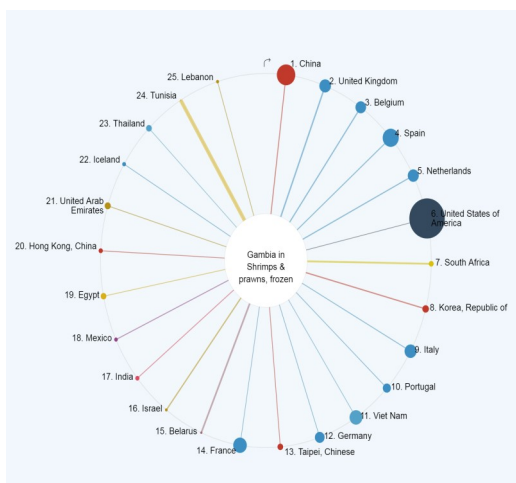 1. China
2. United Kingdom
3. Belgium
4. Spain
5. Netherlands
6. United States of
America
7. South Africa
8. Korea, Republic of
9. Italy
10. Portugal
11. Viet Nam
12. Germany
13. Taipei, Chinese
14. France
15. Belarus
16. Israel
17. India
18. Mexico
19. Egypt
20. Hong Kong, China
21. United Arab
Emirates
22. Iceland
23. Thailand
24. Tunisia
25. Lebanon
Gambia in
Shrimps &
prawns, frozen